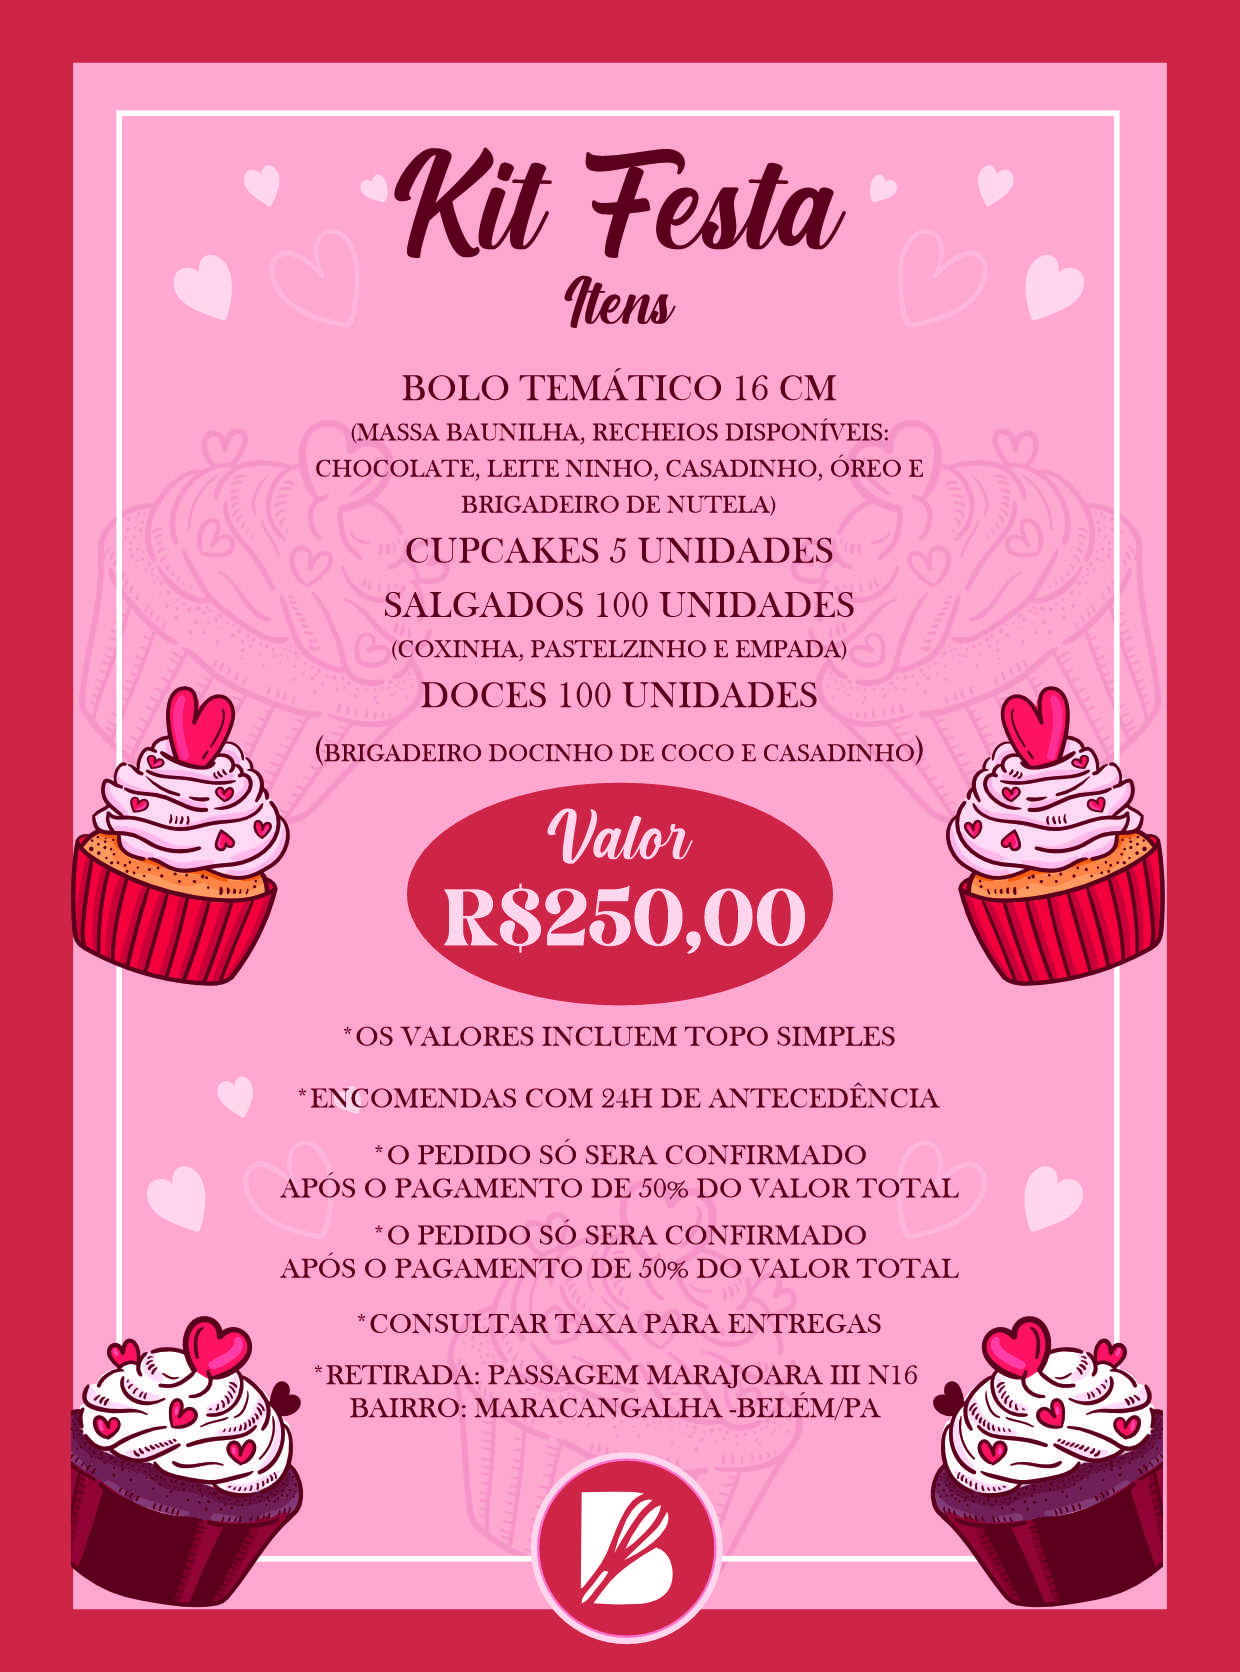 Kit Festa
Itens
BOLO TEMÁTICO 16 CM
(MASSA BAUNILHA, RECHEIOS DISPONÍVEIS:
CHOCOLATE, LEITE NINHO, CASADINHO, ÓREO E
BRIGADEIRO DE NUTELA)
CUPCAKES 5 UNIDADES
SALGADOS 100 UNIDADES
(COXINHA, PASTELZINHO E EMPADA)
DOCES 100 UNIDADES
(BRIGADEIRO DOCINHO DE COCO E CASADINHO)
Valor
R$250,00
*OS VALORES INCLUEM TOPO SIMPLES
*ENCOMENDAS COM 24H DE ANTECEDÊNCIA
*O PEDIDO SÓ SERA CONFIRMADO
APÓS O PAGAMENTO DE 50% DO VALOR TOTAL
*O PEDIDO SÓ SERA CONFIRMADO
APÓS O PAGAMENTO DE 50% DO VALOR TOTAL
*CONSULTAR TAXA PARA ENTREGAS
*RETIRADA: PASSAGEM MARAJOARA III N16
BAIRRO: MARACANGALHA -BELÉM/PA
B